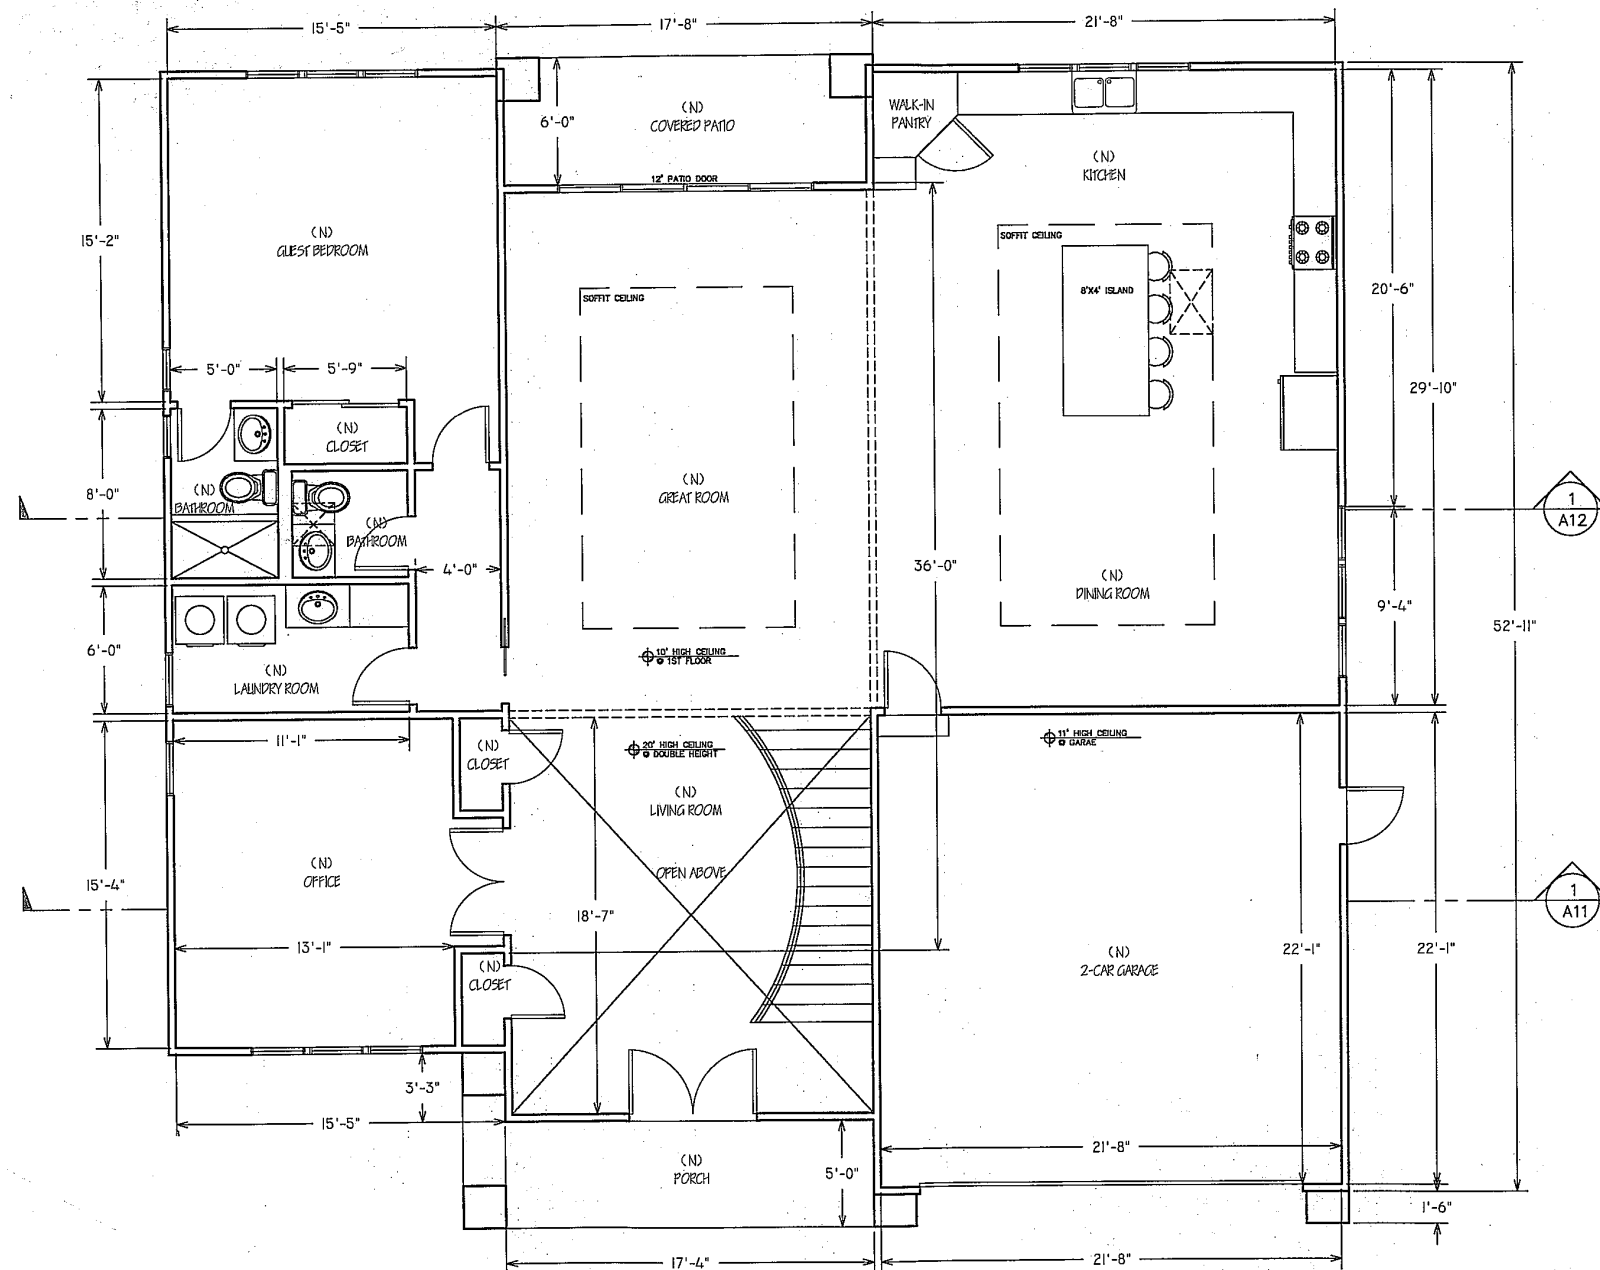 15'-5"
17'-8"
21'-8"
(N)
COVERED PATIO
6'-0"
12' PATIO DOOR
WALK-IN
PANTRY
(N)
KITCHEN
(N)
GUEST BEDROOM
15'-2"
SOFFIT CEILING
SOFFIT CEILING
8'X4' ISLAND
20'-6"
29'-10"
5'-0"
5'-9"
(N)
CLOSET
(N)
BATHROOM
8'-0"
(N)
BATHROOM
(N)
GREAT ROOM
1
A12
4'-0"
36'-0"
(N)
DINING ROOM
9'-4"
52'-11"
6'-0"
(N)
LAUNDRY ROOM
10' HIGH CEILING
@ 1ST FLOOR
11'-1"
(N)
CLOSET
20' HIGH CEILING
@ DOUBLE HEIGHT
11' HIGH CEILING
@ GARAE
(N)
LIVING ROOM
OPEN ABOVE
(N)
OFFICE
15'-4"
18'-7"
1
A11
13'-1"
(N)
CLOSET
(N)
2-CAR GARAGE
22'-1"
22'-1"
3'-3"
15'-5"
(N)
PORCH
5'-0"
21'-8"
1'-6"
17'-4"
21'-8"